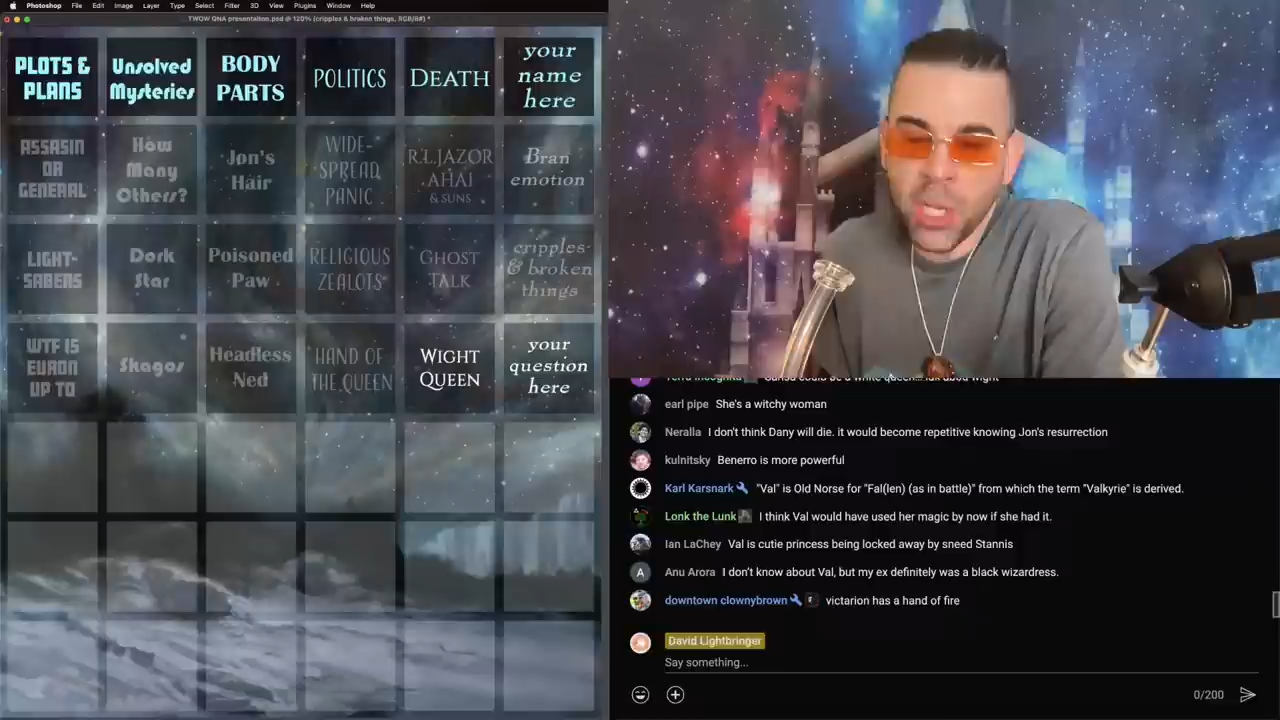 Photoshop File Edit Image Layer Type Select Filter 3D View Plugins Window Help
TWOW QNA presentation.psd @ 120% (cripples & broken things, RGB/8#) *
PLOTS &
PLANS
Unsolved
Mysteries
BODY
PARTS
POLITICS
DEATH
your
name
here
ASSASIN
OR
GENERAL
How
Many
Others?
Jon's
Hair
WIDE-
SPREAD
PANIC
R.L.JAZOR
AHAI
& SUNS
Bran
emotion
LIGHT-
SABERS
Dark
Star
Poisoned
Paw
RELIGIOUS
ZEALOTS
GHOST
TALK
cripples
& broken
things
WTF IS
EURON
UP TO
Skagos
Headless
Ned
HAND OF
THE QUEEN
WIGHT
QUEEN
your
question
here
earl pipe She's a witchy woman
Neralla I don't think Dany will die. it would become repetitive knowing Jon's resurrection
kulnitsky Benerro is more powerful
Karl Karsnark "Val" is Old Norse for "Fal(len) (as in battle)" from which the term "Valkyrie" is derived.
Lonk the Lunk I think Val would have used her magic by now if she had it.
Ian LaChey Val is cutie princess being locked away by sneed Stannis
A Anu Arora I don't know about Val, but my ex definitely was a black wizardress.
downtown clownybrown victarion has a hand of fire
David Lightbringer
Say something...
0/200